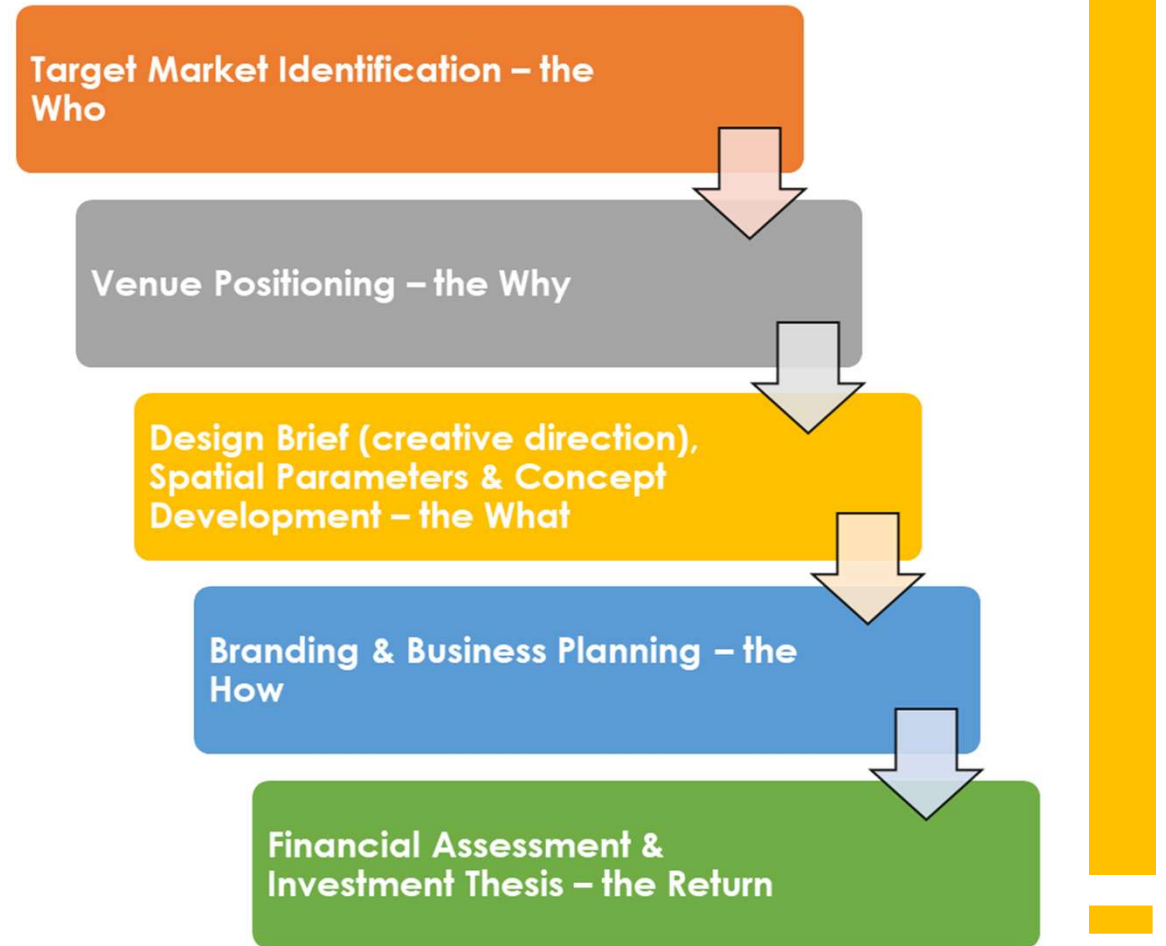 Target Market Identification – the
Who
Venue Positioning – the Why
Design Brief (creative direction),
Spatial Parameters & Concept
Development – the What
Branding & Business Planning – the
How
Financial Assessment &
Investment Thesis – the Return